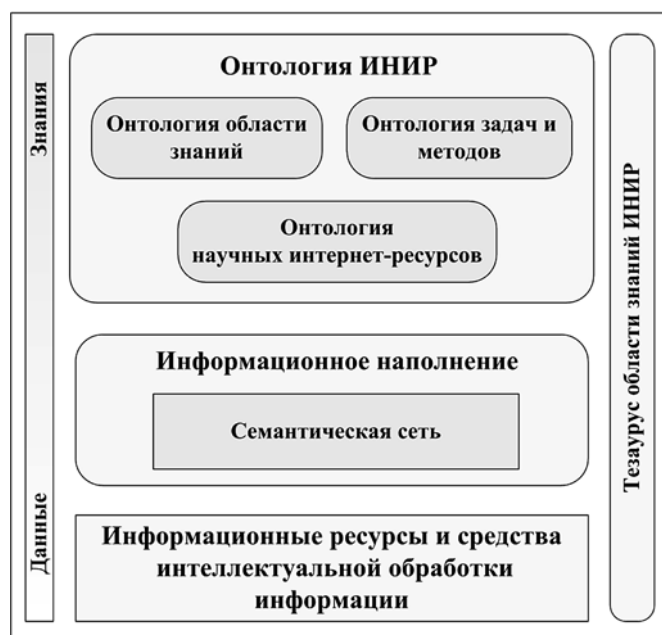 Знания
Данные
Онтология ИНИР
Онтология области
знаний
Онтология задач и
методов
Онтология
научных интернет-ресурсов
Информационное наполнение
Семантическая сеть
Информационные ресурсы и средства
интеллектуальной обработки
информации
Тезаурус области знаний ИНИР